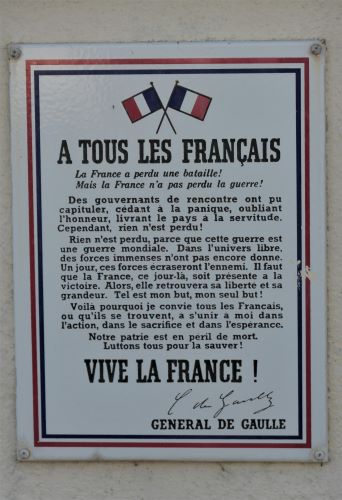 A TOUS LES FRANÇAIS
La France a perdu une bataille!
Mais la France n'a pas perdu la guerre!
Des gouvernants de rencontre ont pu
capituler, cédant à la panique, oubliant
l'honneur, livrant le pays à la servitude.
Cependant, rien n'est perdu!
Rien n'est perdu, parce que cette guerre est
une guerre mondiale. Dans l'univers libre,
des forces immenses n'ont pas encore donné.
Un jour, ces forces écraseront l'ennemi. Il faut
que la France, ce jour-là, soit présente à la
victoire. Alors, elle retrouvera sa liberté et sa
grandeur. Tel est mon but, mon seul but!
Voilà pourquoi je convie tous les Francais,
ou qu'ils se trouvent, a s'unir à moi dans
l'action, dans le sacrifice et dans l'esperance.
Notre patrie est en peril de mort.
Luttons tous pour la sauver!
VIVE LA FRANCE !
C. de Gaulle
GENERAL DE GAULLE